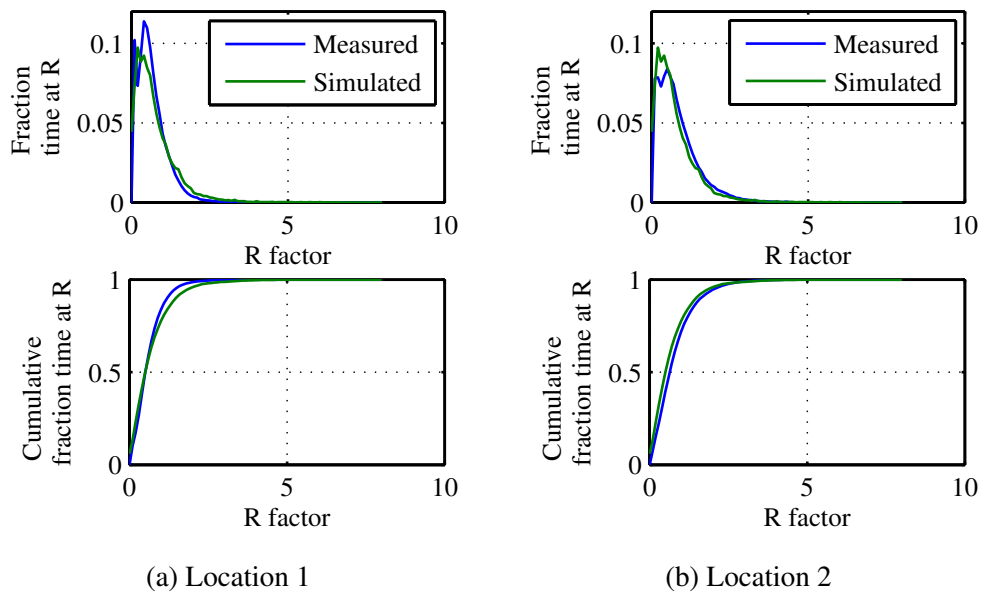 Measured
Simulated
0.1
0.05
0
Fraction
time at R
0
5
10
R factor
1
0.5
0
Cumulative
fraction time at R
0
5
10
R factor
(a) Location 1
Measured
Simulated
0.1
0.05
0
Fraction
time at R
0
5
10
R factor
1
0.5
0
Cumulative
fraction time at R
0
5
10
R factor
(b) Location 2